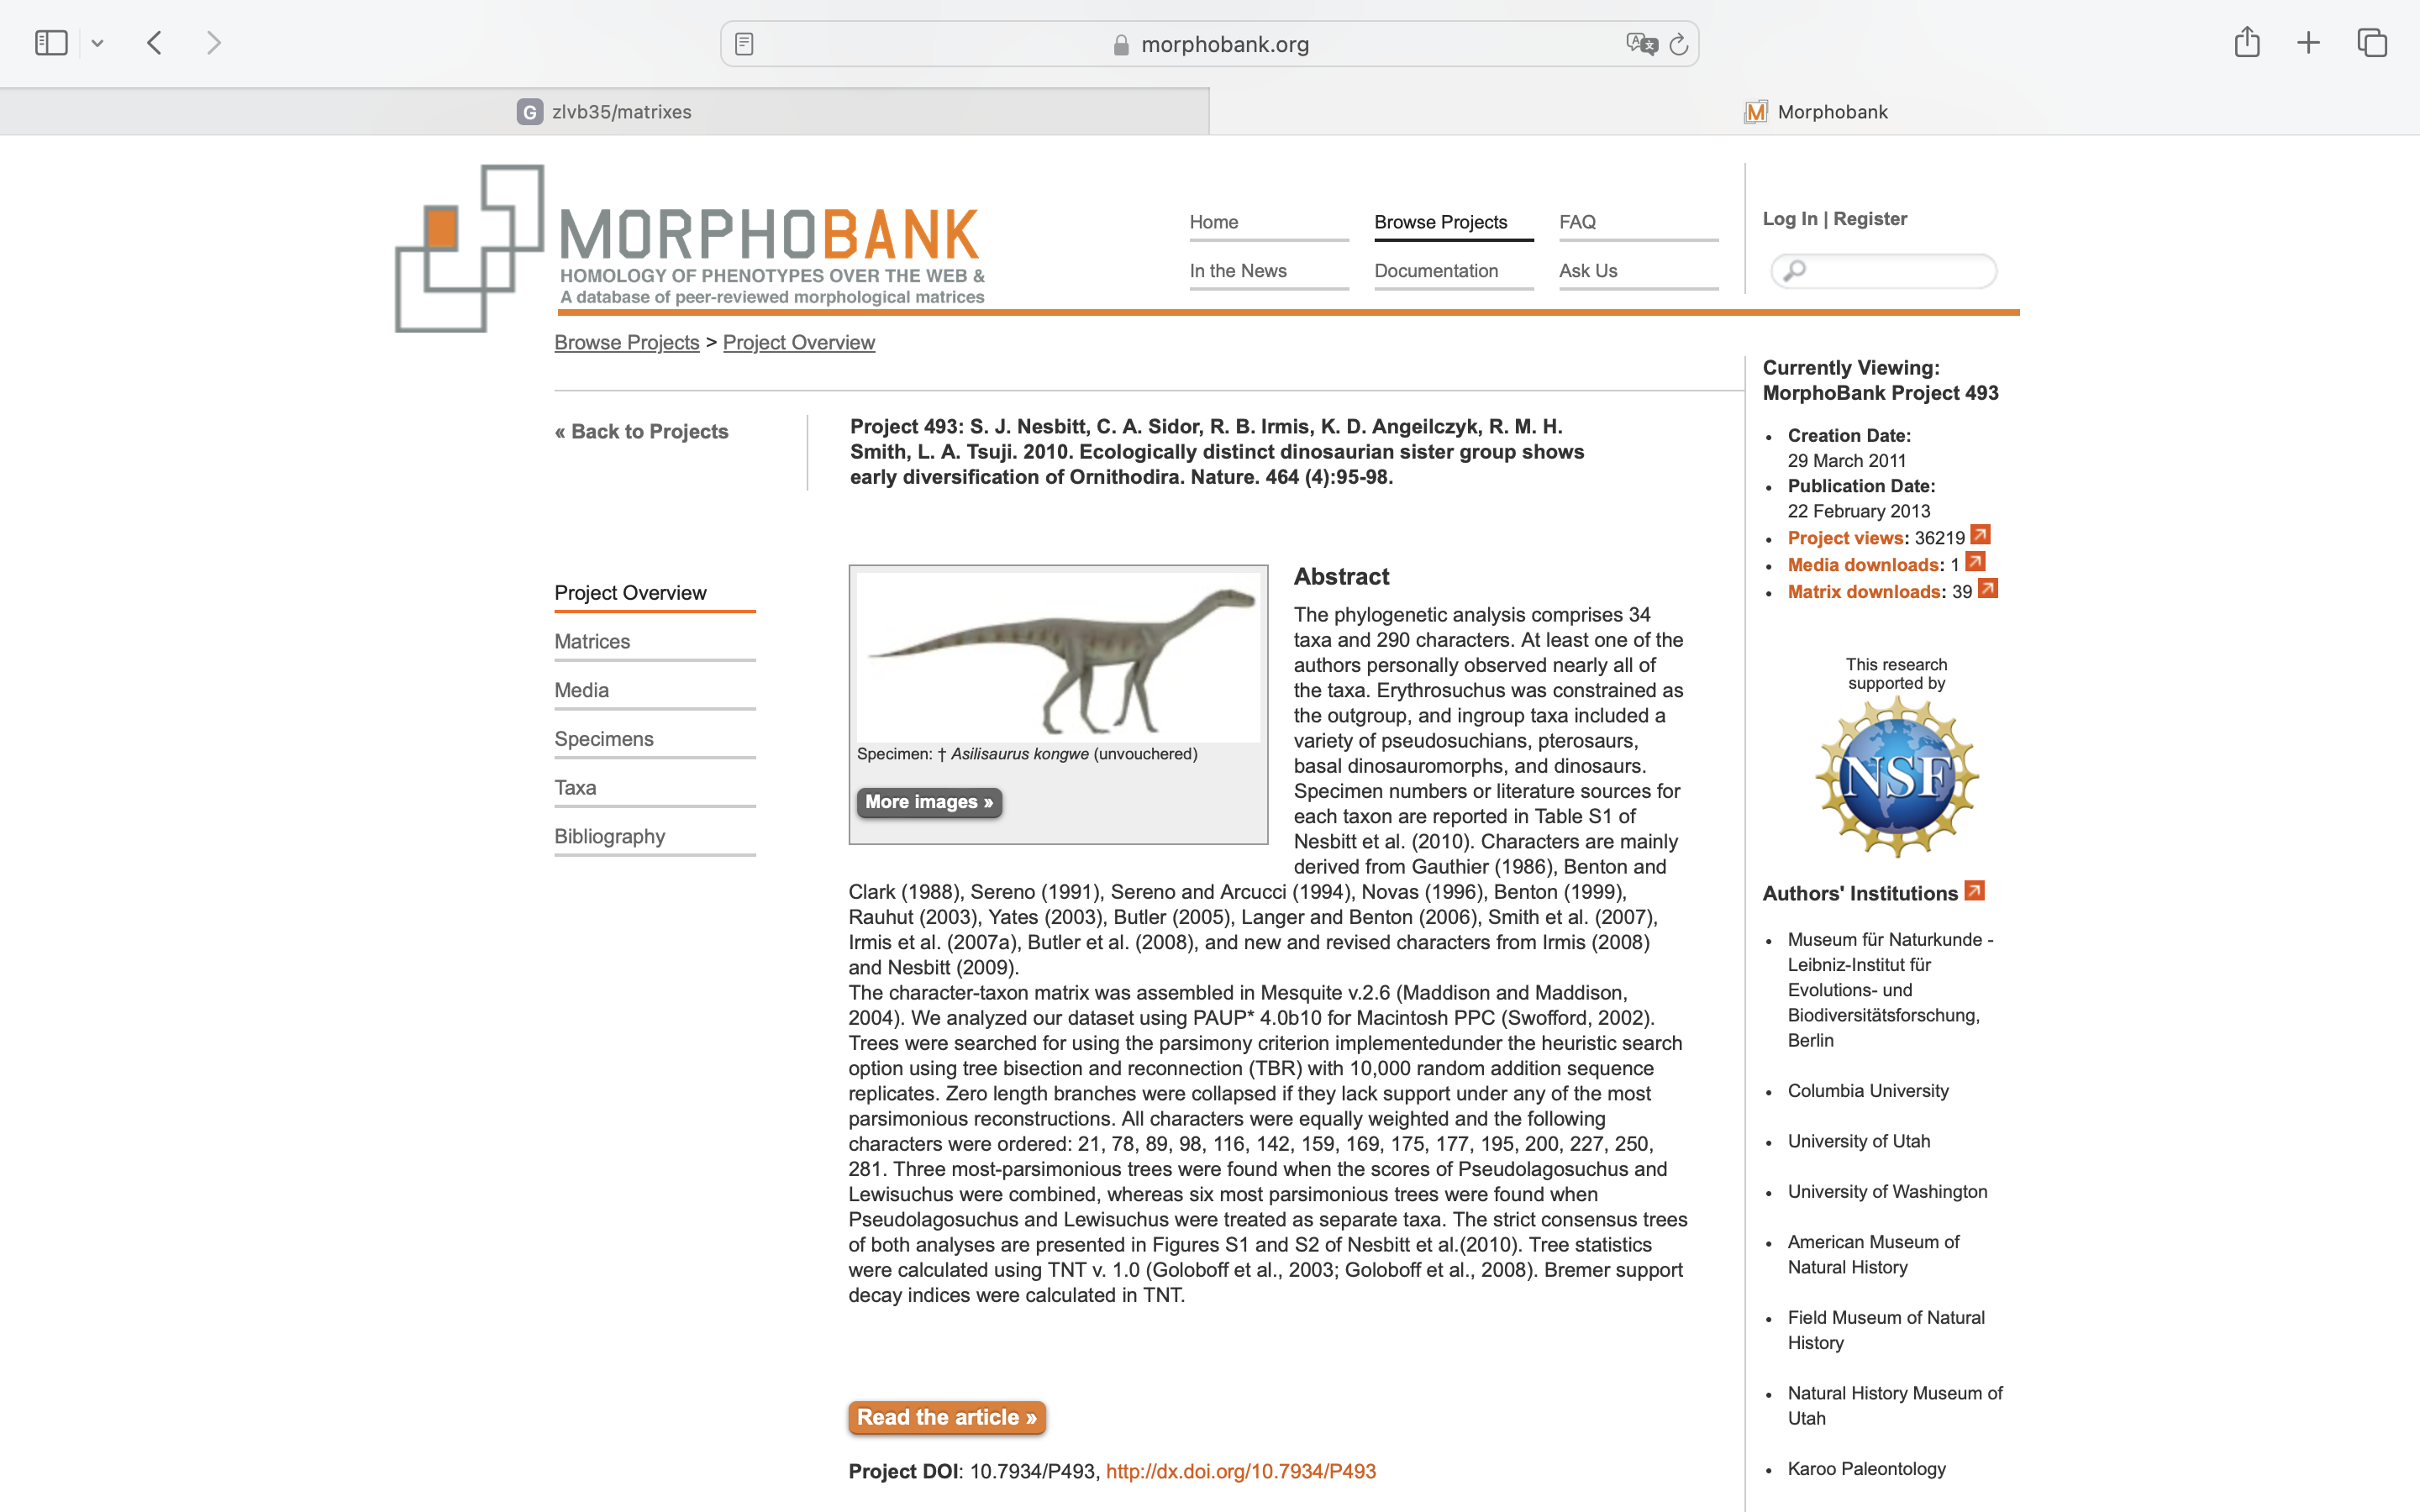 morphobank.org
G zlvb35/matrixes
M Morphobank
MORPHOBANK
HOMOLOGY OF PHENOTYPES OVER THE WEB &
A database of peer-reviewed morphological matrices
Home
Browse Projects
FAQ
In the News
Documentation
Ask Us
Log In | Register
Browse Projects > Project Overview
« Back to Projects
Project 493: S. J. Nesbitt, C. A. Sidor, R. B. Irmis, K. D. Angeilczyk, R. M. H.
Smith, L. A. Tsuji. 2010. Ecologically distinct dinosaurian sister group shows
early diversification of Ornithodira. Nature. 464 (4):95-98.
Project Overview
Matrices
Media
Specimens
Taxa
Bibliography
Specimen: † Asilisaurus kongwe (unvouchered)
More images »
Abstract
The phylogenetic analysis comprises 34
taxa and 290 characters. At least one of the
authors personally observed nearly all of
the taxa. Erythrosuchus was constrained as
the outgroup, and ingroup taxa included a
variety of pseudosuchians, pterosaurs,
basal dinosauromorphs, and dinosaurs.
Specimen numbers or literature sources for
each taxon are reported in Table S1 of
Nesbitt et al. (2010). Characters are mainly
derived from Gauthier (1986), Benton and
Clark (1988), Sereno (1991), Sereno and Arcucci (1994), Novas (1996), Benton (1999),
Rauhut (2003), Yates (2003), Butler (2005), Langer and Benton (2006), Smith et al. (2007),
Irmis et al. (2007a), Butler et al. (2008), and new and revised characters from Irmis (2008)
and Nesbitt (2009).
The character-taxon matrix was assembled in Mesquite v.2.6 (Maddison and Maddison,
2004). We analyzed our dataset using PAUP* 4.0b10 for Macintosh PPC (Swofford, 2002).
Trees were searched for using the parsimony criterion implementedunder the heuristic search
option using tree bisection and reconnection (TBR) with 10,000 random addition sequence
replicates. Zero length branches were collapsed if they lack support under any of the most
parsimonious reconstructions. All characters were equally weighted and the following
characters were ordered: 21, 78, 89, 98, 116, 142, 159, 169, 175, 177, 195, 200, 227, 250,
281. Three most-parsimonious trees were found when the scores of Pseudolagosuchus and
Lewisuchus were combined, whereas six most parsimonious trees were found when
Pseudolagosuchus and Lewisuchus were treated as separate taxa. The strict consensus trees
of both analyses are presented in Figures S1 and S2 of Nesbitt et al.(2010). Tree statistics
were calculated using TNT v. 1.0 (Goloboff et al., 2003; Goloboff et al., 2008). Bremer support
decay indices were calculated in TNT.
Read the article »
Project DOI: 10.7934/P493, http://dx.doi.org/10.7934/P493
Currently Viewing:
MorphoBank Project 493
• Creation Date:
29 March 2011
• Publication Date:
22 February 2013
• Project views: 36219
• Media downloads: 1
• Matrix downloads: 39
This research
supported by
NSF
Authors' Institutions
• Museum für Naturkunde -
Leibniz-Institut für
Evolutions- und
Biodiversitätsforschung,
Berlin
• Columbia University
• University of Utah
• University of Washington
• American Museum of
Natural History
• Field Museum of Natural
History
• Natural History Museum of
Utah
• Karoo Paleontology